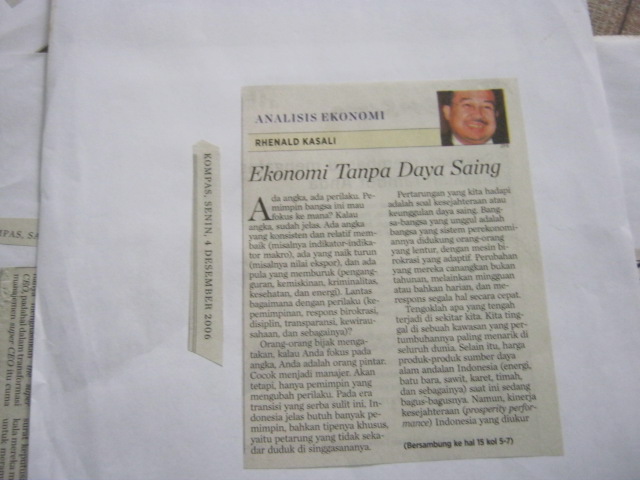 ANALISIS EKONOMI
RHENALD KASALI
Ekonomi Tanpa Daya Saing
Ada angka, ada perilaku. Pe-
mimpin bangsa ini mau
fokus ke mana? Kalau
angka, sudah jelas. Ada angka
yang konsisten dan relatif mem-
baik (misalnya indikator-indika-
tor makro), ada yang naik turun
(misalnya nilai ekspor), dan ada
pula yang memburuk (pengang-
guran, kemiskinan, kriminalitas,
kesehatan, dan energi). Lantas
bagaimana dengan perilaku (ke-
pemimpinan, respons birokrasi,
disiplin, transparansi, kewirau-
sahaan, dan sebagainya)?
Orang-orang bijak menga-
takan, kalau Anda fokus pada
angka, Anda adalah orang pintar.
Cocok menjadi manajer. Akan
tetapi, hanya pemimpin yang
mengubah perilaku. Pada era
transisi yang serba sulit ini, In-
donesia jelas butuh banyak pe-
mimpin, bahkan tipenya khusus,
yaitu petarung yang tidak seka-
dar duduk di singgasananya.
Pertarungan yang kita hadapi
adalah soal kesejahteraan atau
keunggulan daya saing. Bang-
sa-bangsa yang unggul adalah
bangsa yang sistem perekonomi-
annya didukung orang-orang
yang lentur, dengan mesin bi-
rokrasi yang adaptif. Perubahan
yang mereka canangkan bukan
tahunan, melainkan mingguan
atau bahkan harian, dan me-
respons segala hal secara cepat.
Tengoklah apa yang tengah
terjadi di sekitar kita. Kita ting-
gal di sebuah kawasan yang per-
tumbuhannya paling menarik di
seluruh dunia. Selain itu, harga
produk-produk sumber daya
alam andalan Indonesia (energi,
batu bara, sawit, karet, timah,
dan sebagainya) saat ini sedang
bagus-bagusnya. Namun, kinerja
kesejahteraan (prosperity perfor-
mance) Indonesia yang diukur
(Bersambung ke hal 15 kol 5-7)
KOMPAS, SENIN, 4 DESEMBER 2006